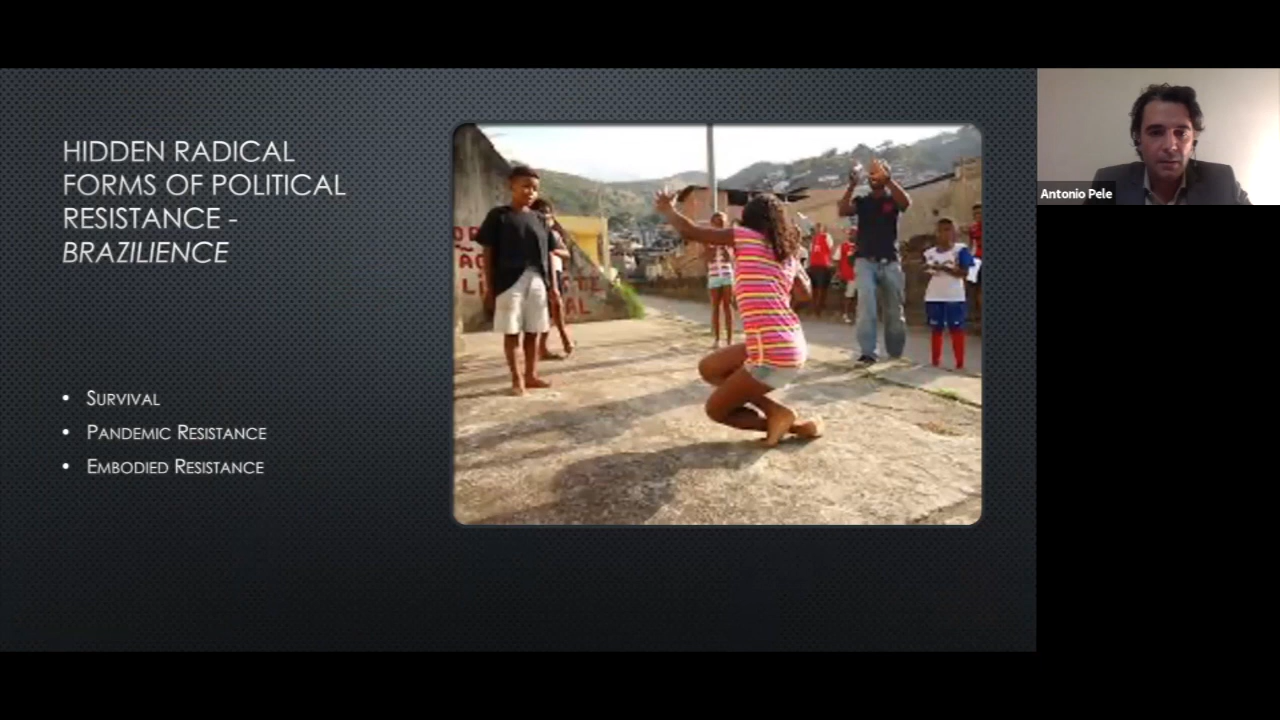 HIDDEN RADICAL
FORMS OF POLITICAL
RESISTANCE -
BRAZILIENCE
• SURVIVAL
• PANDEMIC RESISTANCE
• EMBODIED RESISTANCE
Antonio Pele